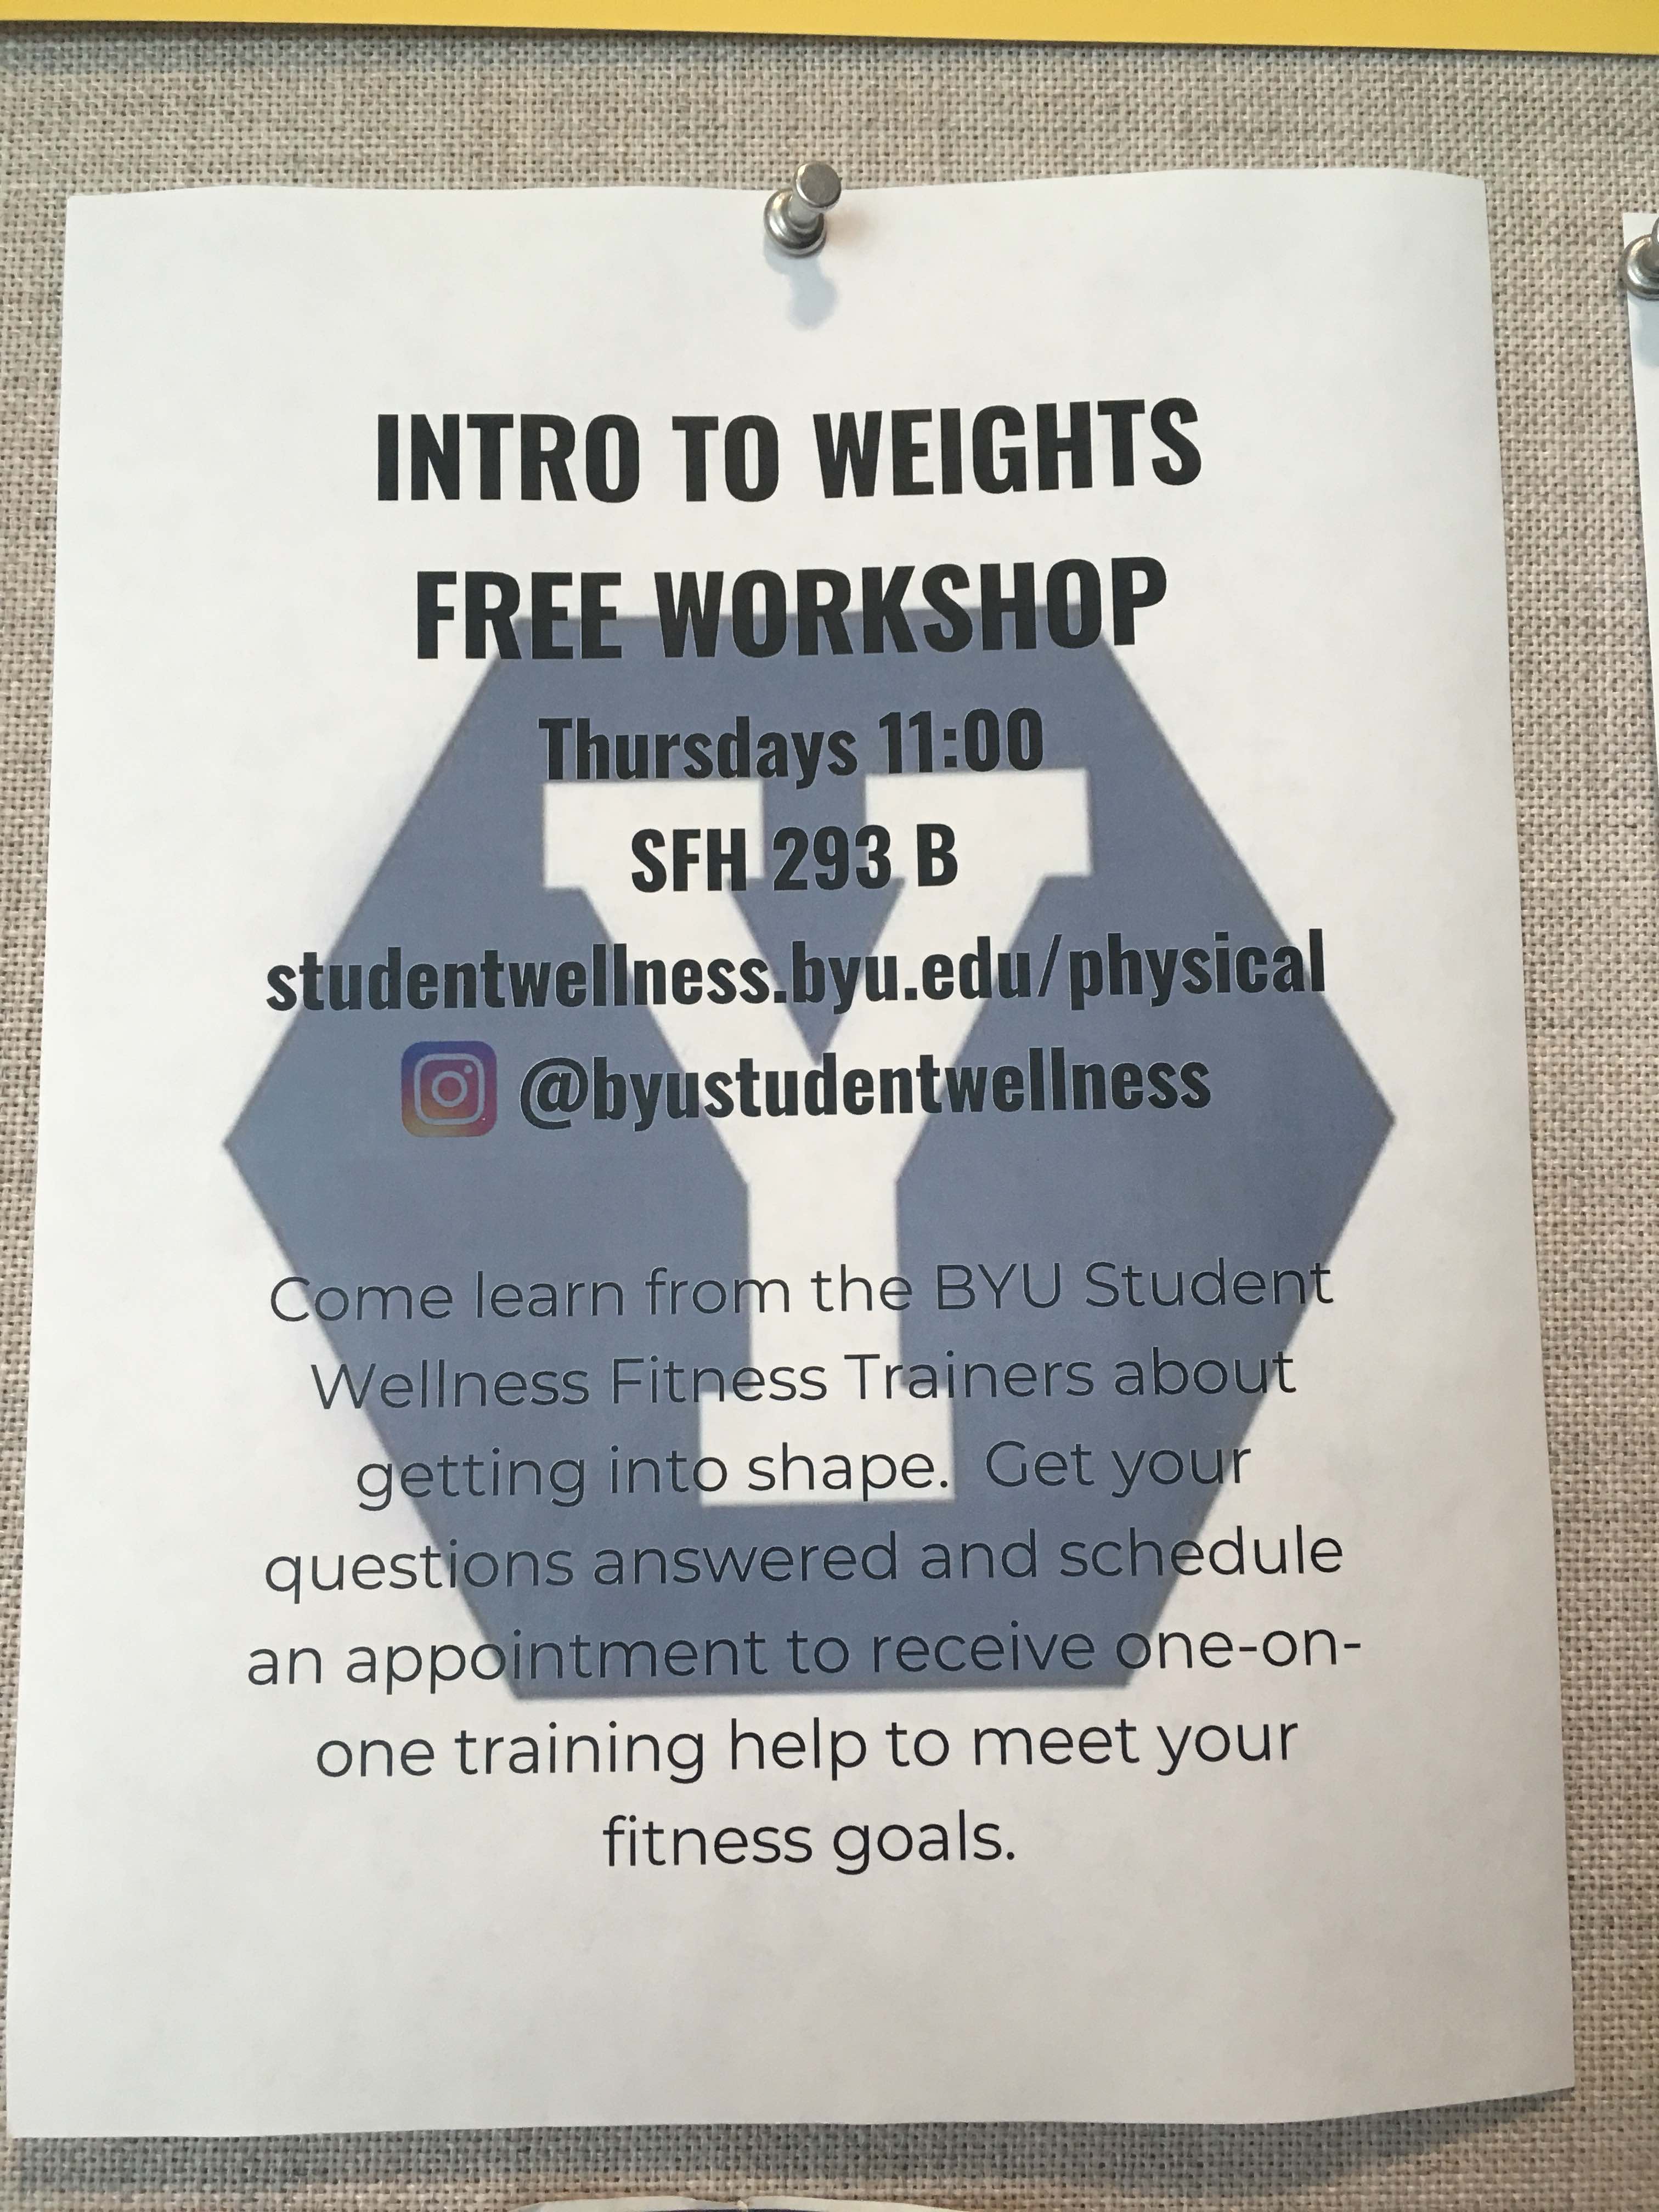 INTRO TO WEIGHTS
FREE WORKSHOP
Thursdays 11:00
SFH 293 B
studentwellness.byu.edu/physical
@byustudentwellness
Y
Come learn from the BYU Student
Wellness Fitness Trainers about
getting into shape. Get your
questions answered and schedule
an appointment to receive one-on-
one training help to meet your
fitness goals.